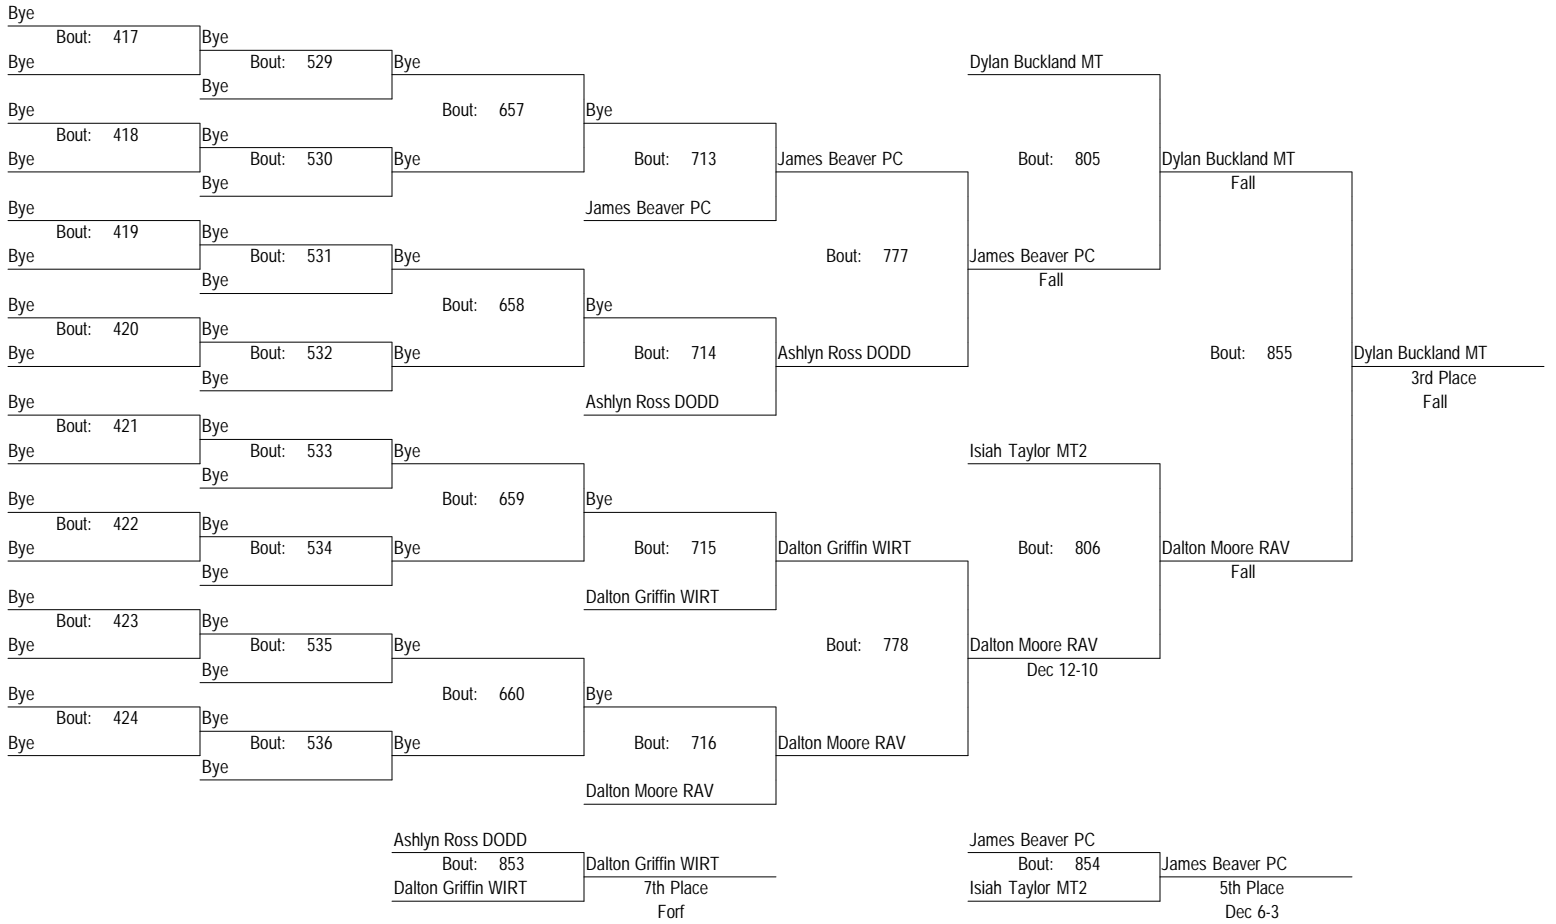 Bye
Bout: 417 Bye
Bye Bout: 529 Bye Dylan Buckland MT
Bye
Bye Bout: 657 Bye
Bout: 418 Bye
Bye Bout: 530 Bye Bout: 713 James Beaver PC Bout: 805 Dylan Buckland MT
Bye Fall
Bye James Beaver PC
Bout: 419 Bye
Bye Bout: 531 Bye Bout: 777 James Beaver PC
Bye Fall
Bye Bout: 658 Bye
Bout: 420 Bye
Bye Bout: 532 Bye Bout: 714 Ashlyn Ross DODD Bout: 855 Dylan Buckland MT
Bye 3rd Place
Bye Ashlyn Ross DODD Fall
Bout: 421 Bye
Bye Bout: 533 Bye Isiah Taylor MT2
Bye
Bye Bout: 659 Bye
Bout: 422 Bye
Bye Bout: 534 Bye Bout: 715 Dalton Griffin WIRT Bout: 806 Dalton Moore RAV
Bye Fall
Bye Dalton Griffin WIRT
Bout: 423 Bye
Bye Bout: 535 Bye Bout: 778 Dalton Moore RAV
Bye Dec 12-10
Bye Bout: 660 Bye
Bout: 424 Bye
Bye Bout: 536 Bye Bout: 716 Dalton Moore RAV
Bye
Dalton Moore RAV
Ashlyn Ross DODD James Beaver PC
Bout: 853 Dalton Griffin WIRT Bout: 854 James Beaver PC
Dalton Griffin WIRT 7th Place Isiah Taylor MT2 5th Place
Forf Dec 6-3